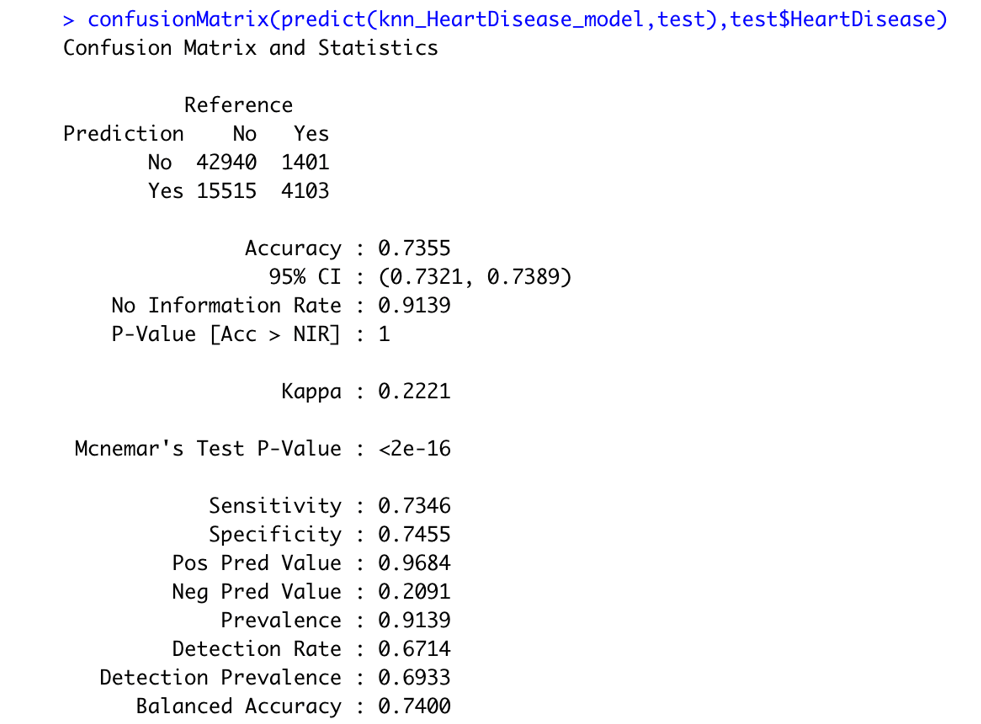 > confusionMatrix(predict(knn_HeartDisease_model,test),test$HeartDisease)
Confusion Matrix and Statistics
Reference
Prediction No Yes
No 42940 1401
Yes 15515 4103
Accuracy : 0.7355
95% CI : (0.7321, 0.7389)
No Information Rate : 0.9139
P-Value [Acc > NIR] : 1
Kappa : 0.2221
Mcnemar's Test P-Value : <2e-16
Sensitivity : 0.7346
Specificity : 0.7455
Pos Pred Value : 0.9684
Neg Pred Value : 0.2091
Prevalence : 0.9139
Detection Rate : 0.6714
Detection Prevalence : 0.6933
Balanced Accuracy : 0.7400